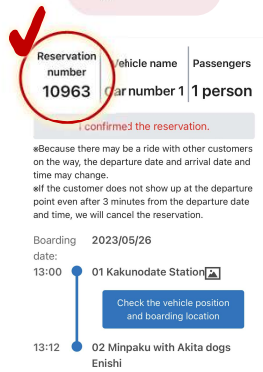 Reservation number
Vehicle name
Passengers
10963
Car number 1
1 person
I confirmed the reservation.
※Because there may be a ride with other customers
on the way, the departure date and arrival date and
time may change.
※If the customer does not show up at the departure
point even after 3 minutes from the departure date
and time, we will cancel the reservation.
Boarding date:
2023/05/26
13:00
01 Kakunodate Station
Check the vehicle position
and boarding location
13:12
02 Minpaku with Akita dogs
Enishi